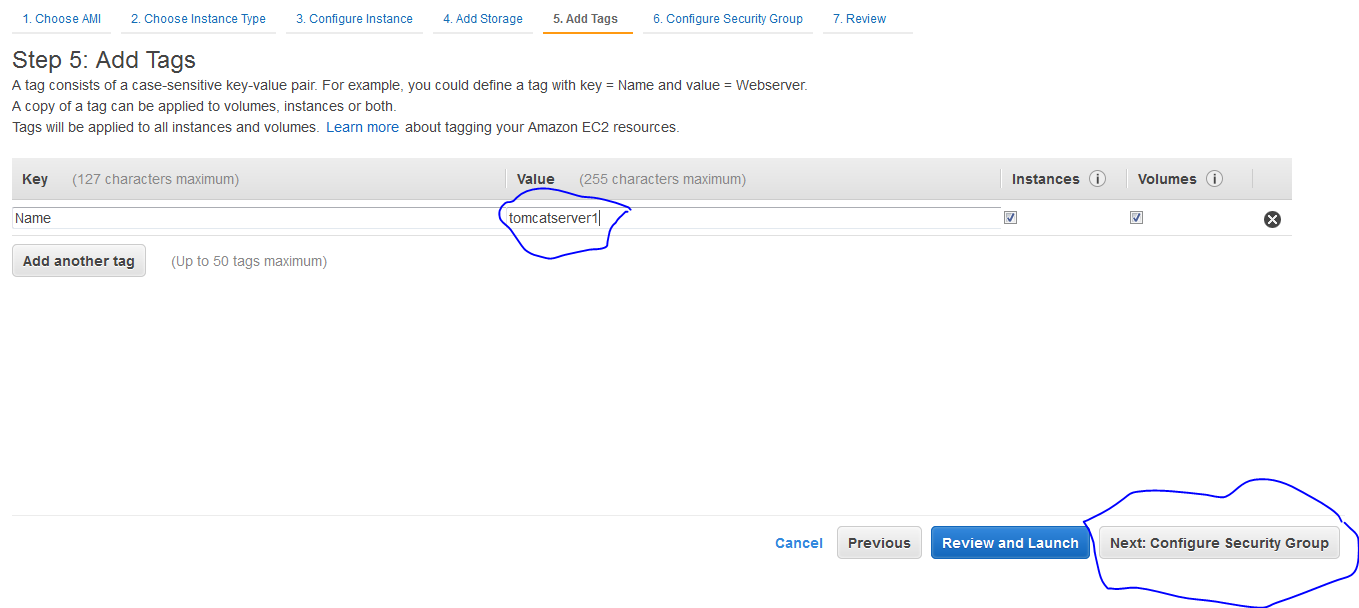 1. Choose AMI 2. Choose Instance Type 3. Configure Instance 4. Add Storage 5. Add Tags 6. Configure Security Group 7. Review
Step 5: Add Tags
A tag consists of a case-sensitive key-value pair. For example, you could define a tag with key = Name and value = Webserver.
A copy of a tag can be applied to volumes, instances or both.
Tags will be applied to all instances and volumes. Learn more about tagging your Amazon EC2 resources.
Key (127 characters maximum) Value (255 characters maximum) Instances i Volumes i
Name tomcatserver1
Add another tag (Up to 50 tags maximum)
Cancel Previous Review and Launch Next: Configure Security Group